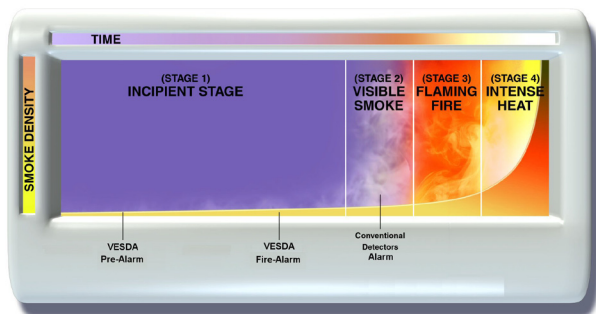 TIME
SMOKE DENSITY
(STAGE 1)
INCIPIENT STAGE
(STAGE 2)
VISIBLE
SMOKE
(STAGE 3)
FLAMING
FIRE
(STAGE 4)
INTENSE
HEAT
VESDA
Pre-Alarm
VESDA
Fire-Alarm
Conventional
Detectors
Alarm